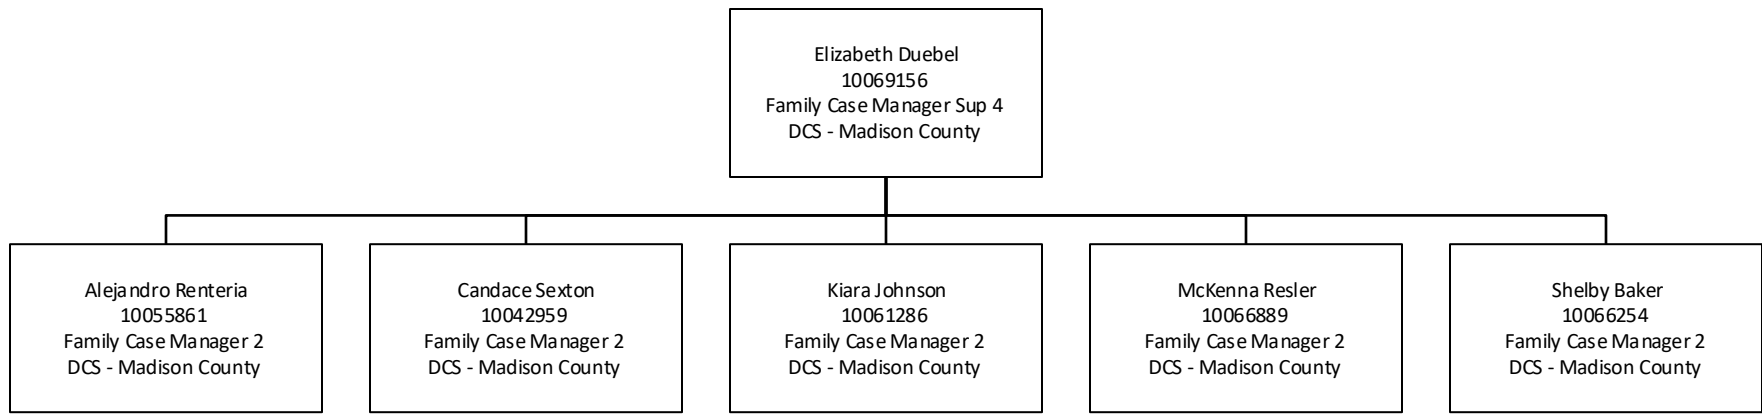 Elizabeth Duebel
10069156
Family Case Manager Sup 4
DCS - Madison County
Alejandro Renteria
10055861
Family Case Manager 2
DCS - Madison County
Candace Sexton
10042959
Family Case Manager 2
DCS - Madison County
Kiara Johnson
10061286
Family Case Manager 2
DCS - Madison County
McKenna Resler
10066889
Family Case Manager 2
DCS - Madison County
Shelby Baker
10066254
Family Case Manager 2
DCS - Madison County